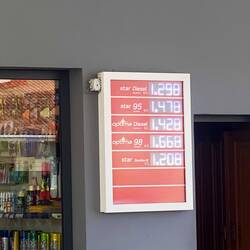 star Diesel 1.298
star 95 1.478
optima Diesel 1.428
optima 98 1.668
star 1.208